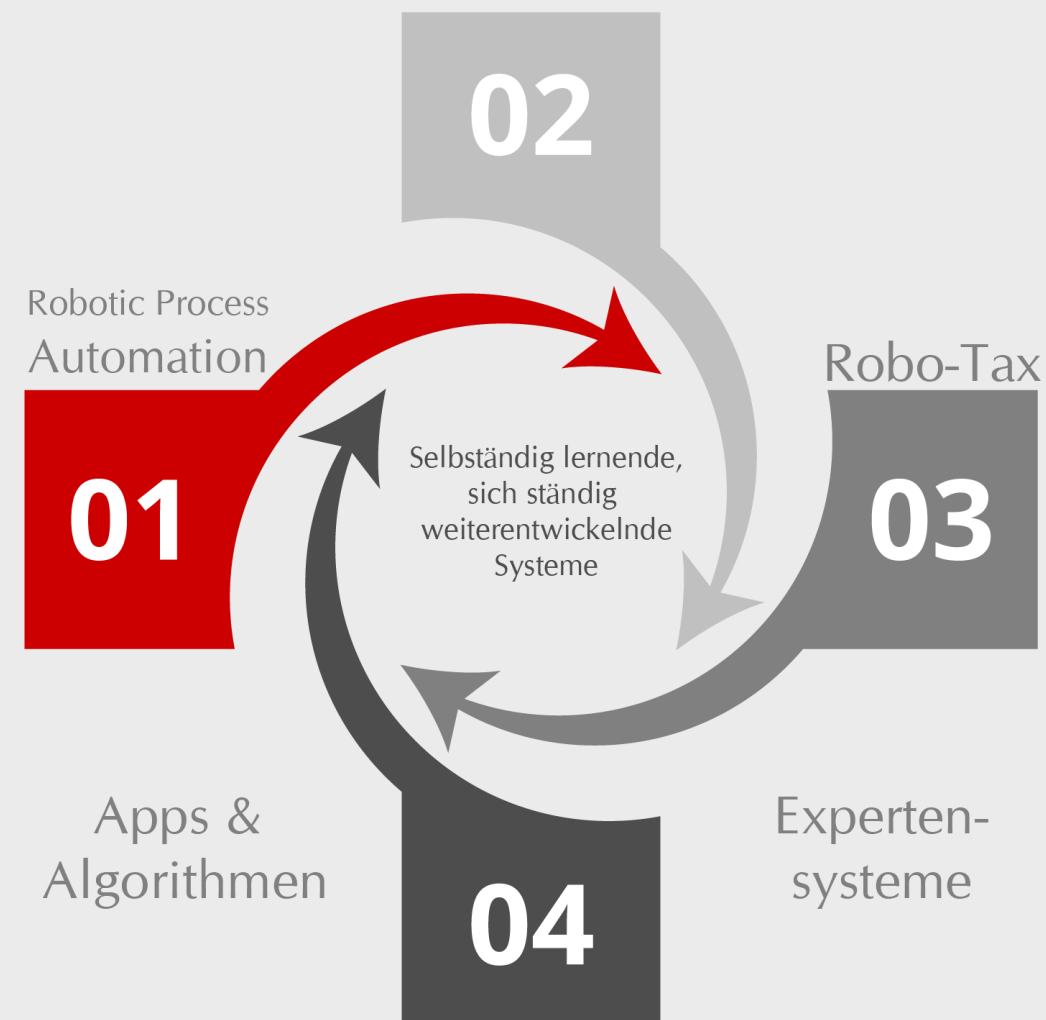 02
Robotic Process
Automation
01
Robo-Tax
03
Selbständig lernende,
sich ständig
weiterentwickelnde
Systeme
Apps &
Algorithmen
04
Experten-
systeme